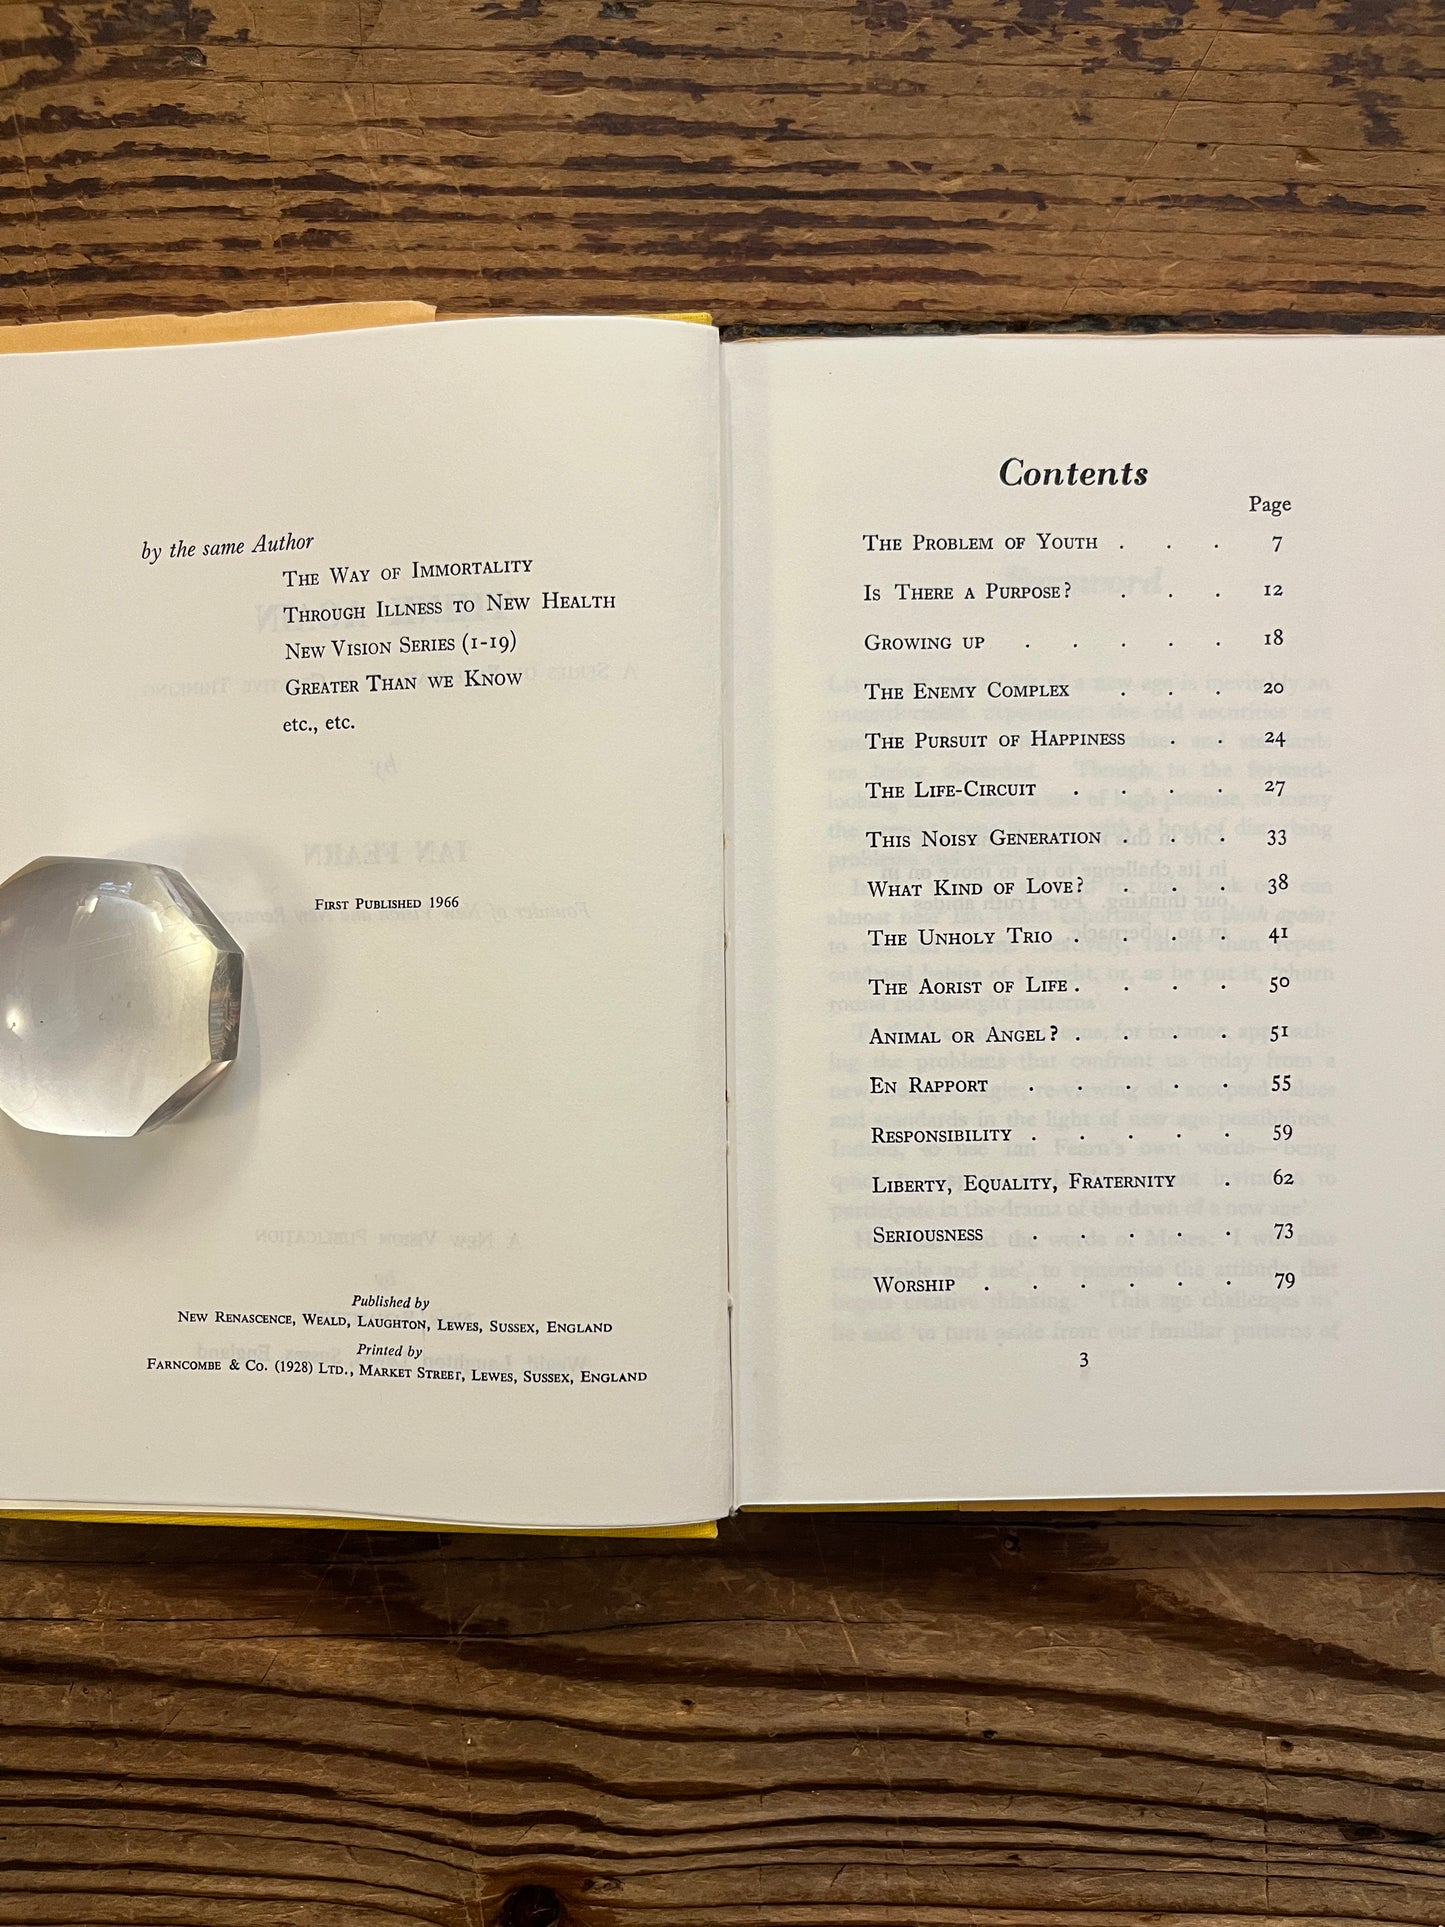 by the same Author
The Way of Immortality
Through Illness to New Health
New Vision Series (1-19)
Greater Than we Know
etc., etc.
First Published 1966
Published by
New Renascence, Weald, Laughton, Lewes, Sussex, England
Printed by
Farncombe & Co. (1928) Ltd., Market Street, Lewes, Sussex, England
Contents
Page
The Problem of Youth . . . 7
Is There a Purpose? . . . 12
Growing up . . . . . 18
The Enemy Complex . . . 20
The Pursuit of Happiness . . 24
The Life-Circuit . . . . 27
This Noisy Generation . . . 33
What Kind of Love? . . . 38
The Unholy Trio . . . . 41
The Aorist of Life . . . . 50
Animal or Angel? . . . . 51
En Rapport . . . . . 55
Responsibility . . . . . 59
Liberty, Equality, Fraternity . 62
Seriousness . . . . . 73
Worship . . . . . . 79
3